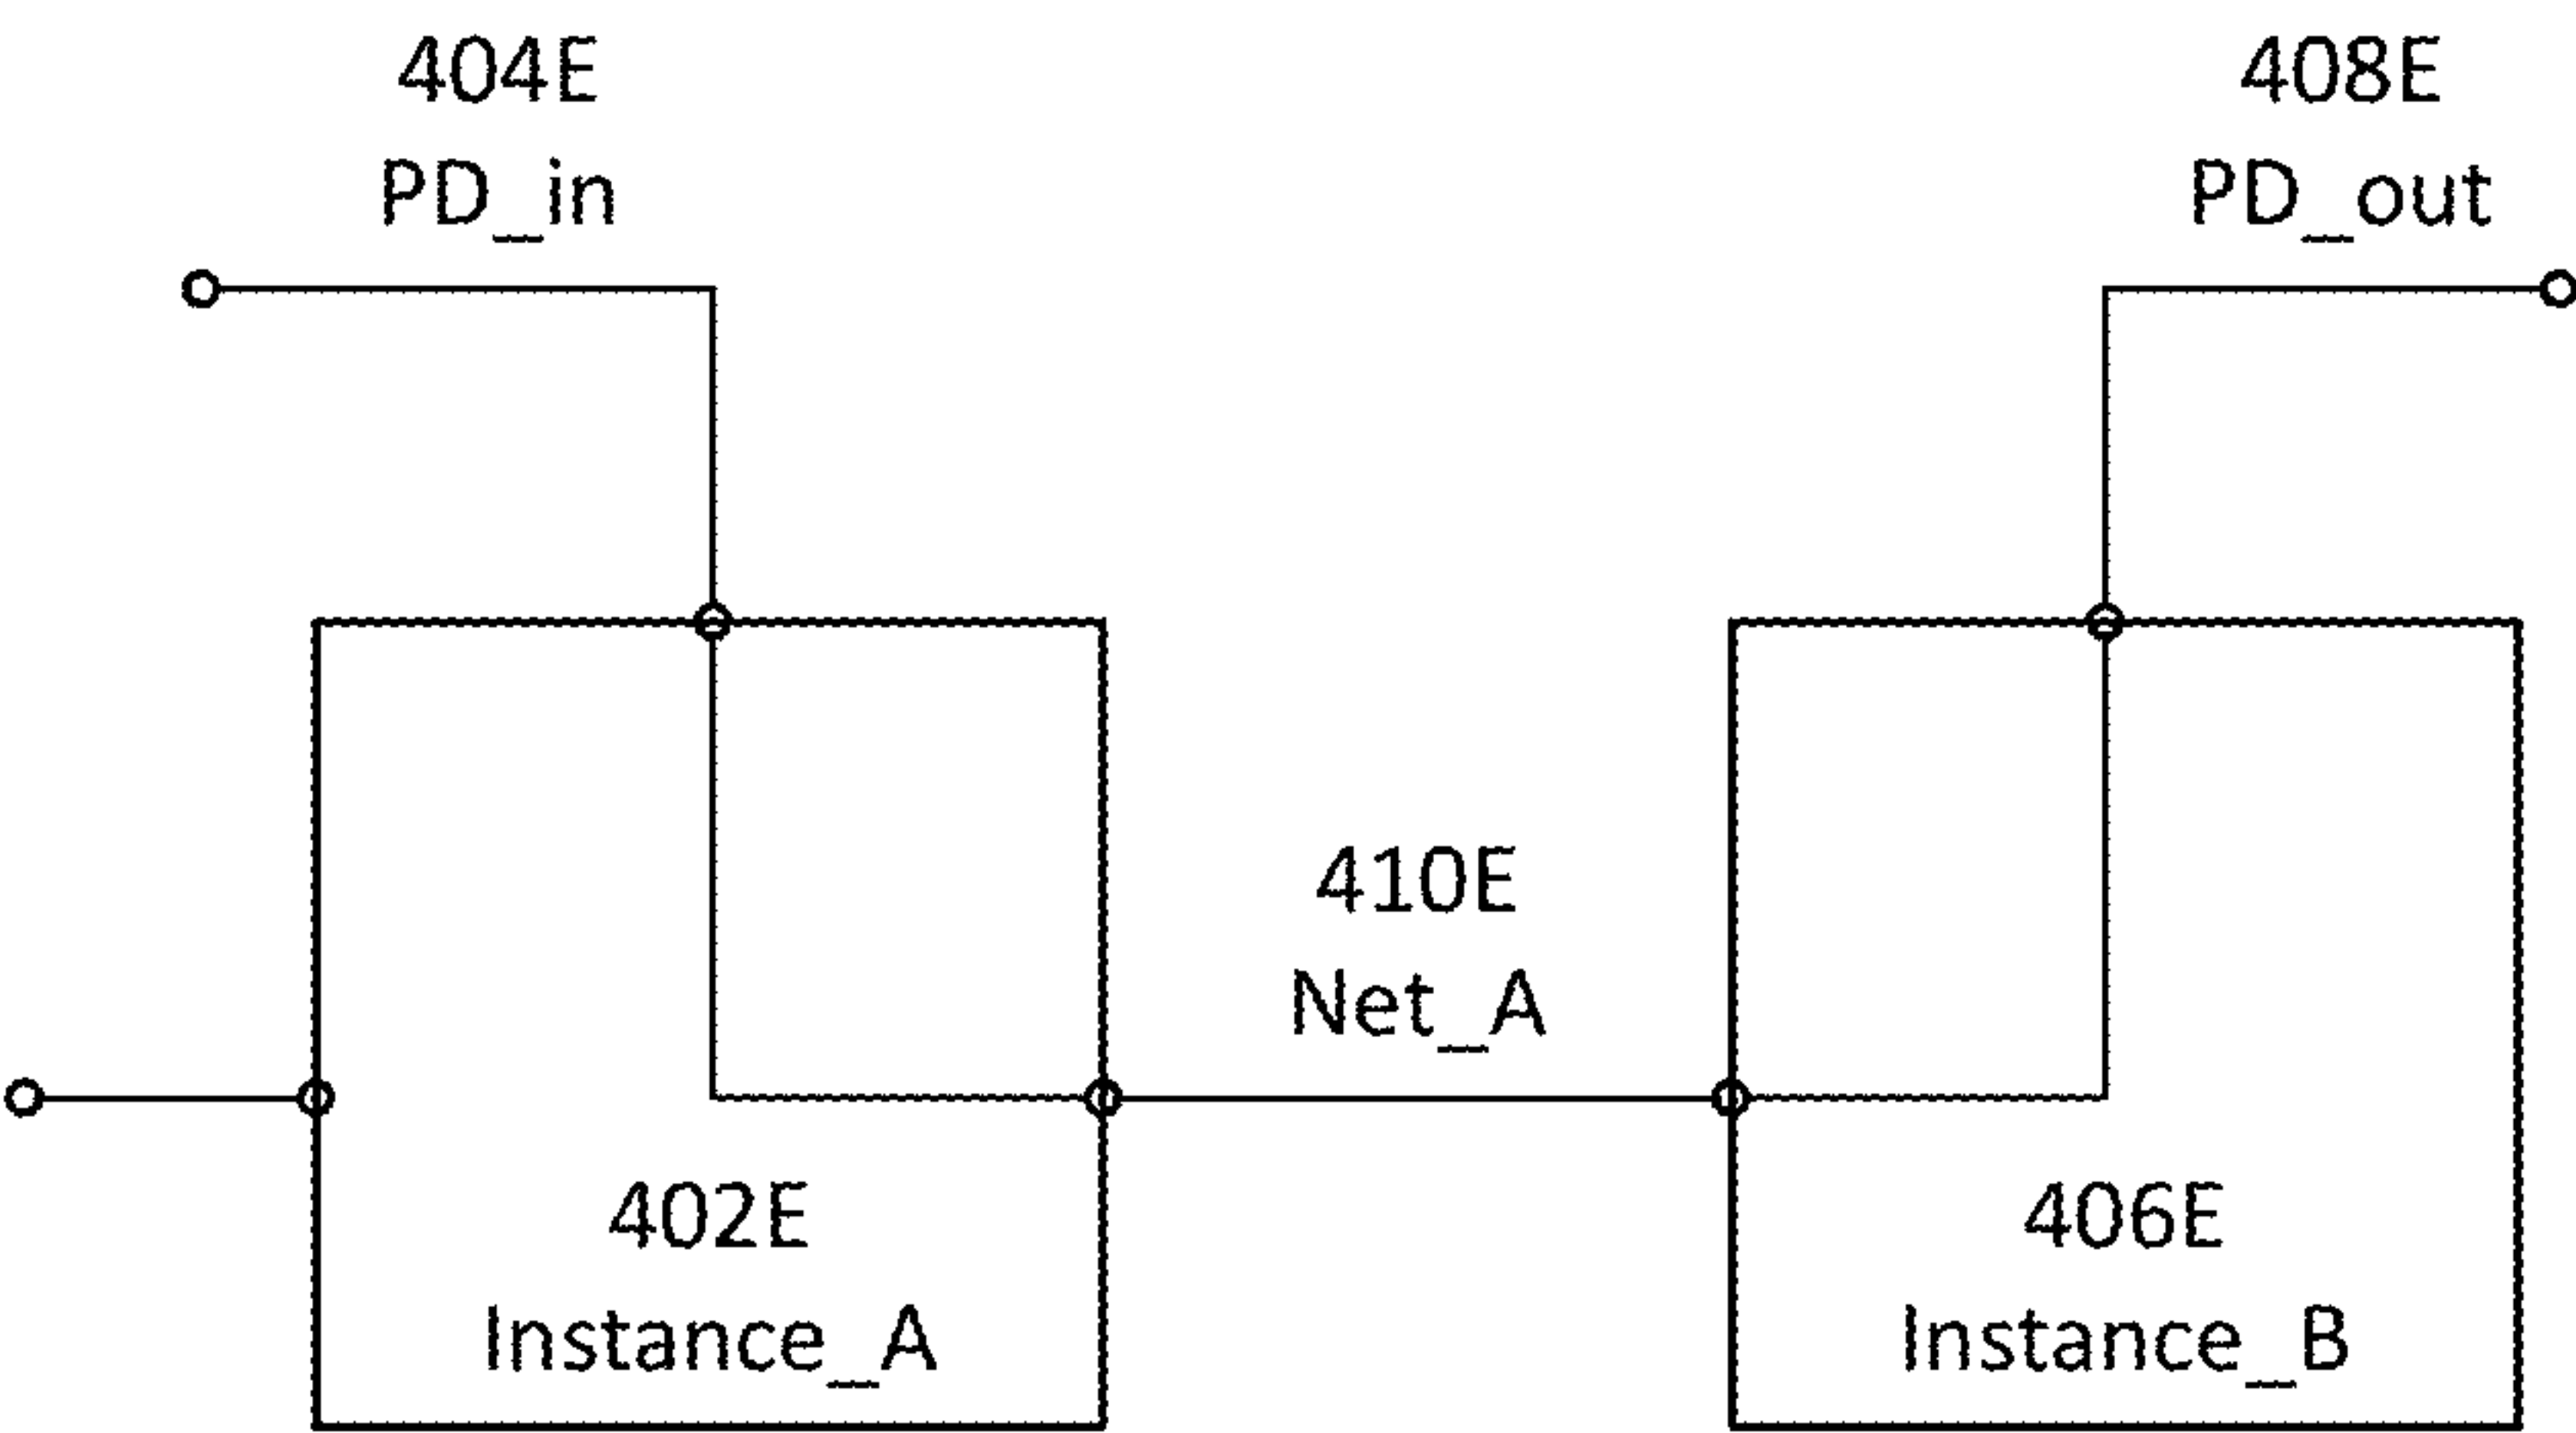 404E
PD_in
408E
PD_out
410E
Net_A
402E
Instance_A
406E
Instance_B